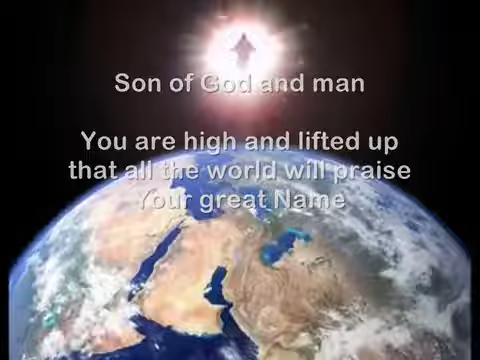 Son of God and man
You are high and lifted up
that all the world will praise
Your great Name